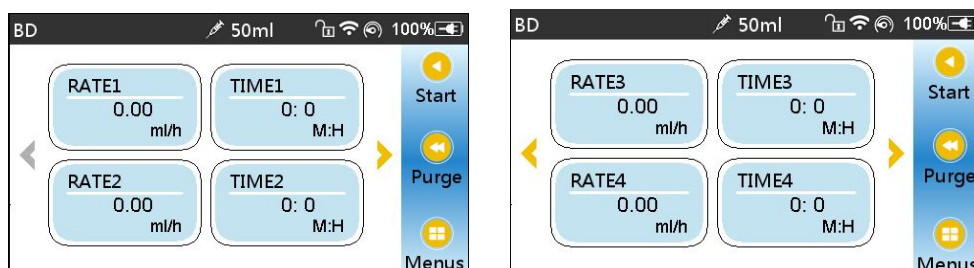 BD 50ml 100%
RATE1 TIME1 Start
0.00 0: 0
ml/h M:H
RATE2 TIME2 Purge
0.00 0: 0
ml/h M:H
Menus
BD 50ml 100%
RATE3 TIME3 Start
0.00 0: 0
ml/h M:H
RATE4 TIME4 Purge
0.00 0: 0
ml/h M:H
Menus